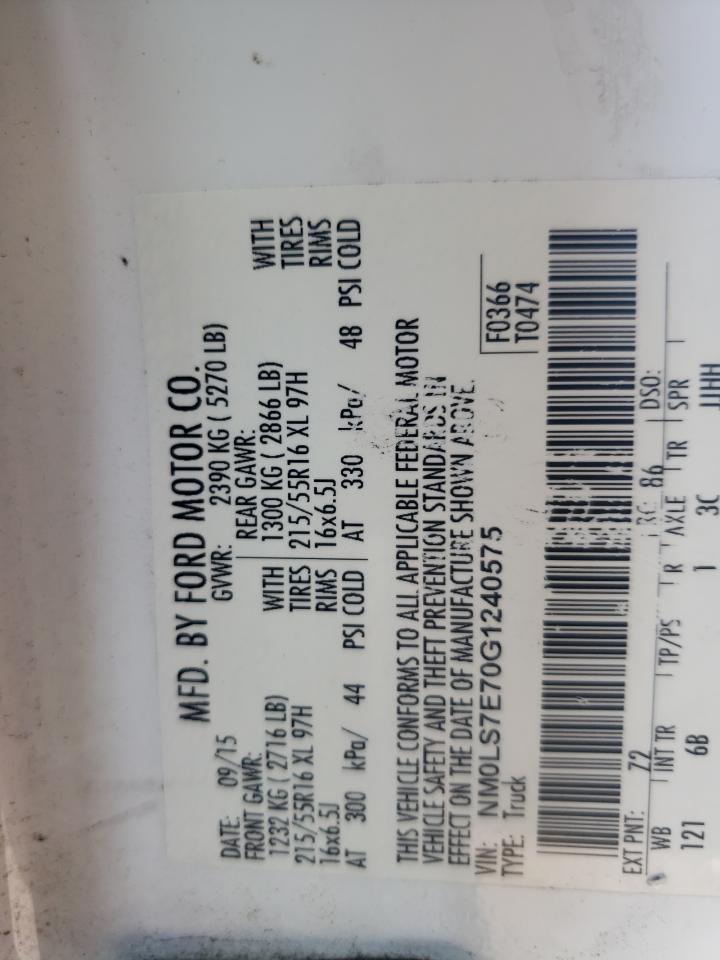 MFD. BY FORD MOTOR CO.
DATE: 09/15 GVWR: 2390 KG ( 5270 LB)
FRONT GAWR: REAR GAWR:
1232 KG ( 2716 LB) WITH 1300 KG ( 2866 LB) WITH
215/55R16 XL 97H TIRES 215/55R16 XL 97H TIRES
16x6.5J RIMS 16x6.5J RIMS
AT 300 kPa/ 44 PSI COLD AT 330 kPa/ 48 PSI COLD
THIS VEHICLE CONFORMS TO ALL APPLICABLE FEDERAL MOTOR
VEHICLE SAFETY AND THEFT PREVENTION STANDARDS IN
EFFECT ON THE DATE OF MANUFACTURE SHOWN ABOVE.
VIN: NM0LS7E70G1240575 F0366
TYPE: Truck T0474
EXT PNT: Z2 RC: 86 DSO:
WB INT TR TP/PS R AXLE TR SPR
121 6B 1 3C JJHH